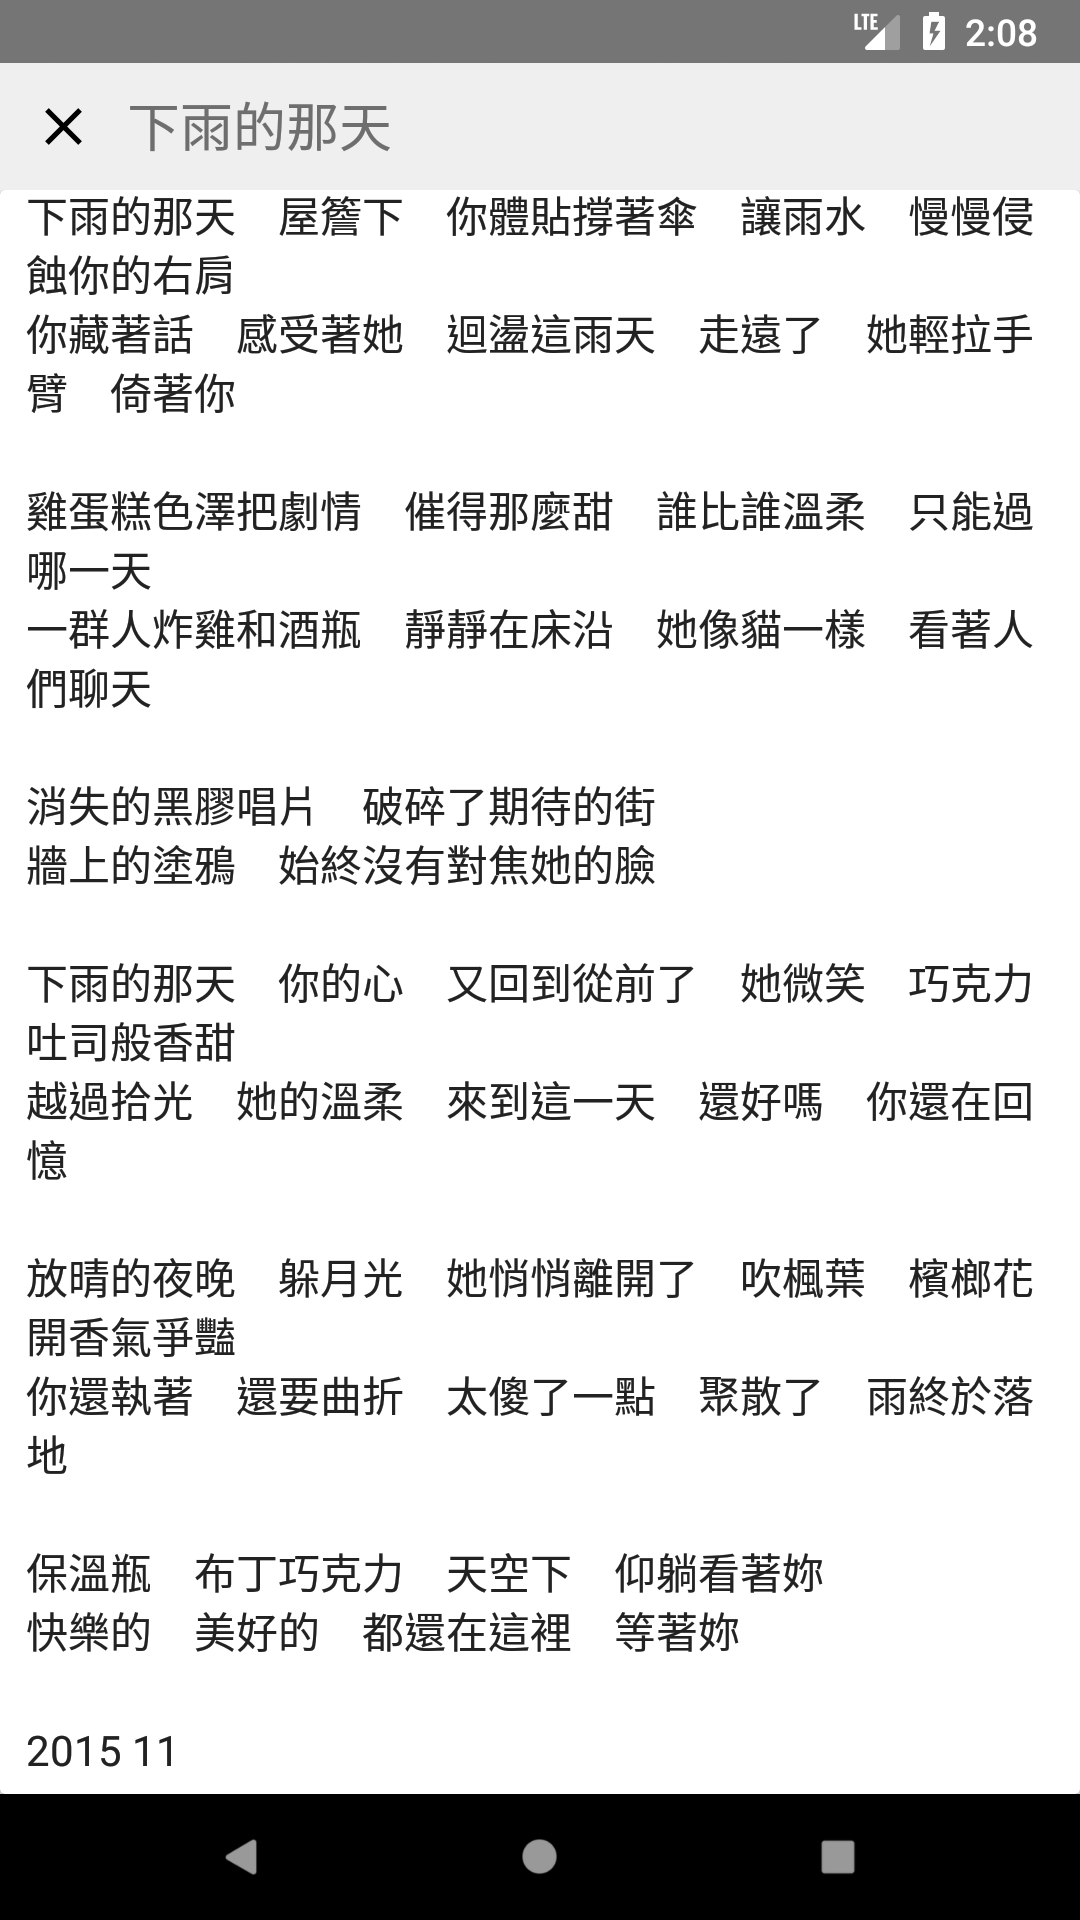 LTE 2:08
下雨的那天
下雨的那天　屋簷下　你體貼撐著傘　讓雨水　慢慢侵
蝕你的右肩
你藏著話　感受著她　迴盪這雨天　走遠了　她輕拉手
臂　倚著你
雞蛋糕色澤把劇情　催得那麼甜　誰比誰溫柔　只能過
哪一天
一群人炸雞和酒瓶　靜靜在床沿　她像貓一樣　看著人
們聊天
消失的黑膠唱片　破碎了期待的街
牆上的塗鴉　始終沒有對焦她的臉
下雨的那天　你的心　又回到從前了　她微笑　巧克力
吐司般香甜
越過拾光　她的溫柔　來到這一天　還好嗎　你還在回
憶
放晴的夜晚　躲月光　她悄悄離開了　吹楓葉　檳榔花
開香氣爭豔
你還執著　還要曲折　太傻了一點　聚散了　雨終於落
地
保溫瓶　布丁巧克力　天空下　仰躺看著妳
快樂的　美好的　都還在這裡　等著妳
2015 11